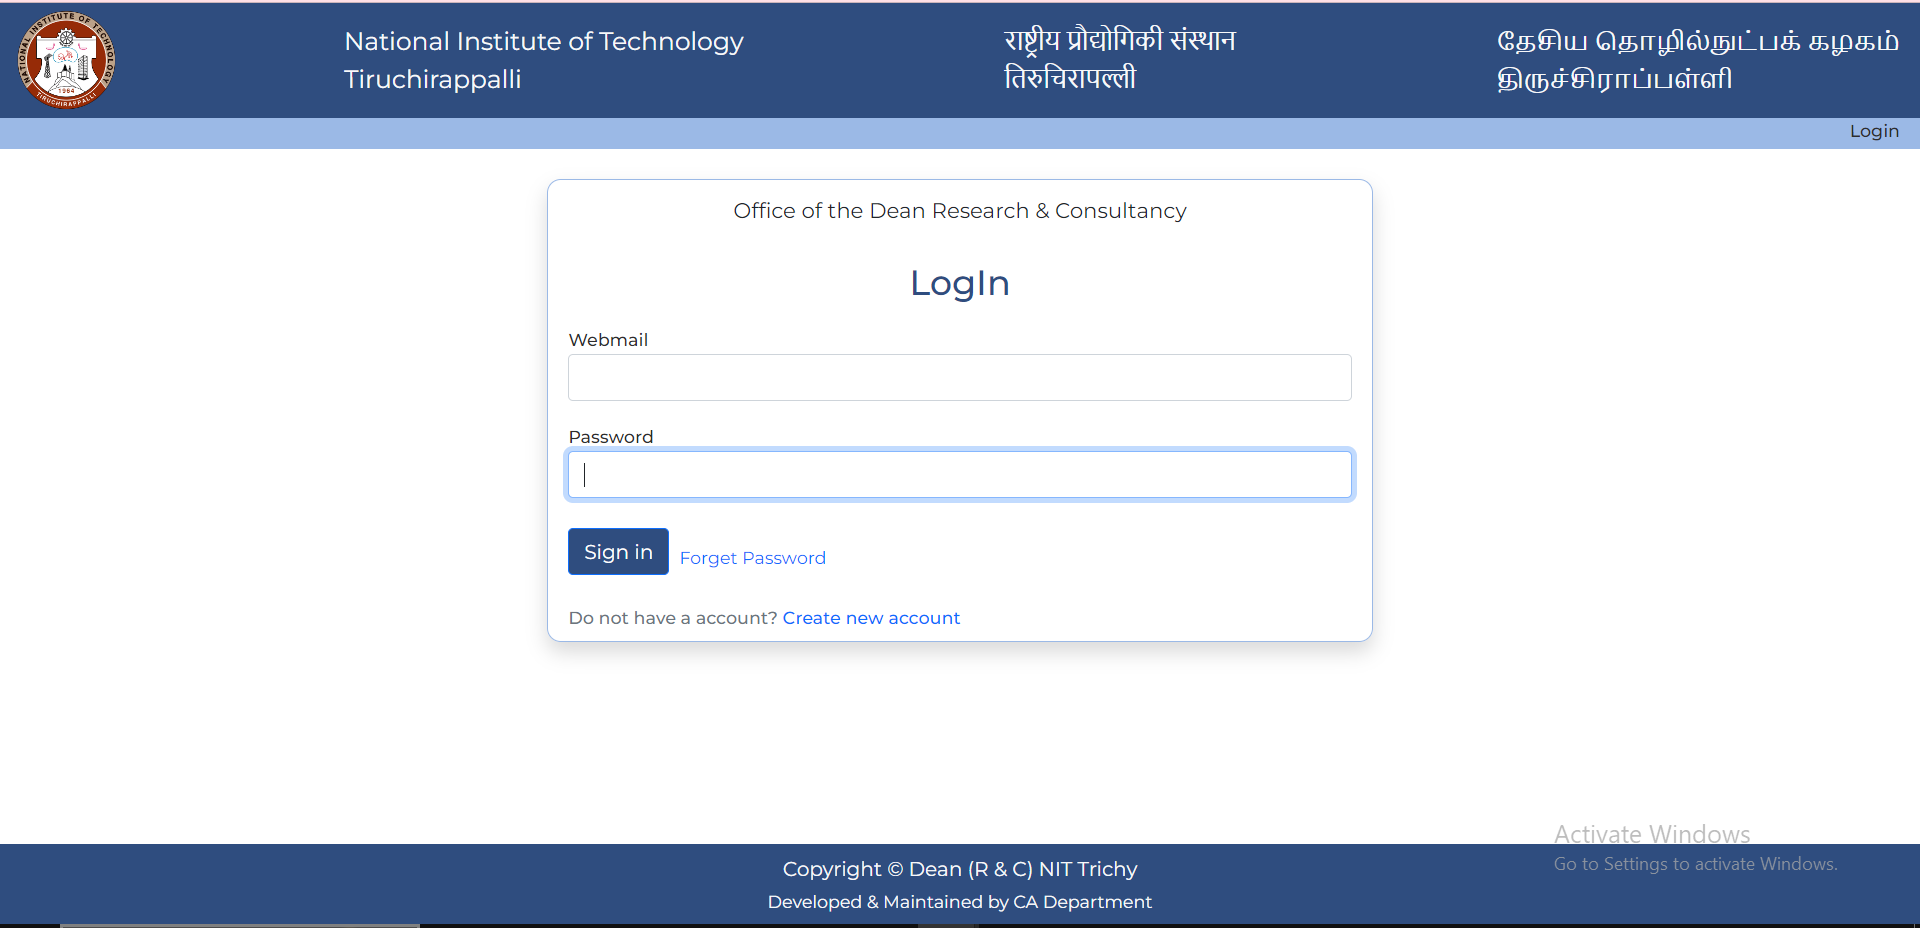 NATIONAL INSTITUTE OF TECHNOLOGY
1964
TIRUCHIRAPPALLI
National Institute of Technology
Tiruchirappalli
राष्ट्रीय प्रौद्योगिकी संस्थान
तिरुचिरापल्ली
தேசிய தொழில்நுட்பக் கழகம்
திருச்சிராப்பள்ளி
Login
Office of the Dean Research & Consultancy
LogIn
Webmail
Password
Sign in Forget Password
Do not have a account? Create new account
Activate Windows
Go to Settings to activate Windows.
Copyright © Dean (R & C) NIT Trichy
Developed & Maintained by CA Department